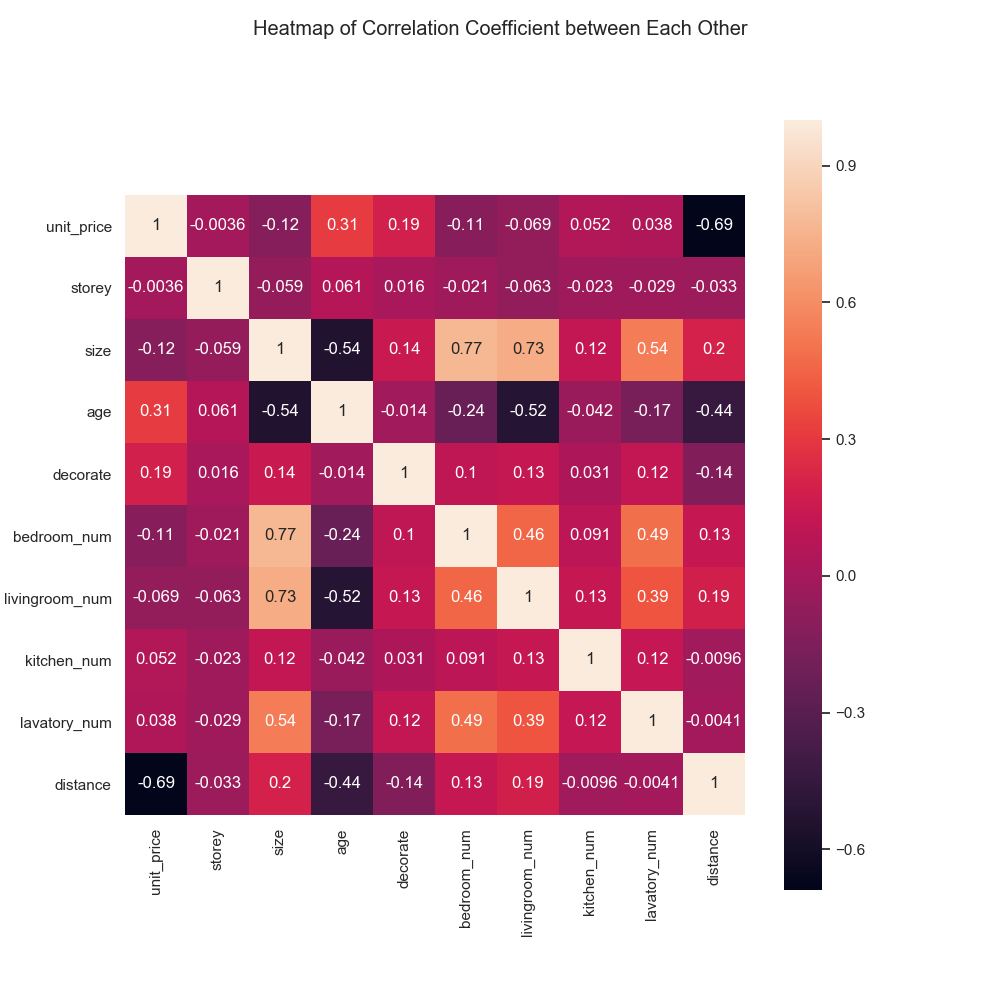 Heatmap of Correlation Coefficient between Each Other
unit_price 1 -0.0036 -0.12 0.31 0.19 -0.11 -0.069 0.052 0.038 -0.69
storey -0.0036 1 -0.059 0.061 0.016 -0.021 -0.063 -0.023 -0.029 -0.033
size -0.12 -0.059 1 -0.54 0.14 0.77 0.73 0.12 0.54 0.2
age 0.31 0.061 -0.54 1 -0.014 -0.24 -0.52 -0.042 -0.17 -0.44
decorate 0.19 0.016 0.14 -0.014 1 0.1 0.13 0.031 0.12 -0.14
bedroom_num -0.11 -0.021 0.77 -0.24 0.1 1 0.46 0.091 0.49 0.13
livingroom_num -0.069 -0.063 0.73 -0.52 0.13 0.46 1 0.13 0.39 0.19
kitchen_num 0.052 -0.023 0.12 -0.042 0.031 0.091 0.13 1 0.12 -0.0096
lavatory_num 0.038 -0.029 0.54 -0.17 0.12 0.49 0.39 0.12 1 -0.0041
distance -0.69 -0.033 0.2 -0.44 -0.14 0.13 0.19 -0.0096 -0.0041 1
unit_price storey size age decorate bedroom_num livingroom_num kitchen_num lavatory_num distance
0.9
0.6
0.3
0.0
−0.3
−0.6